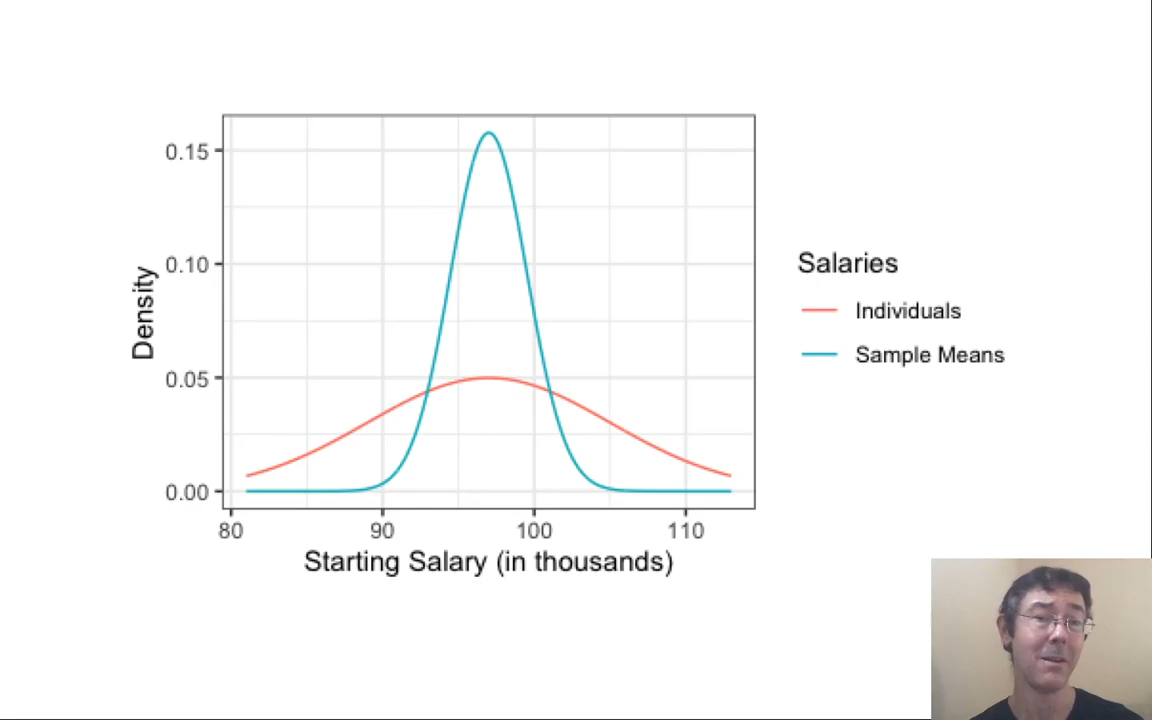 0.15
0.10
0.05
0.00
Density
80 90 100 110
Starting Salary (in thousands)
Salaries
Individuals
Sample Means